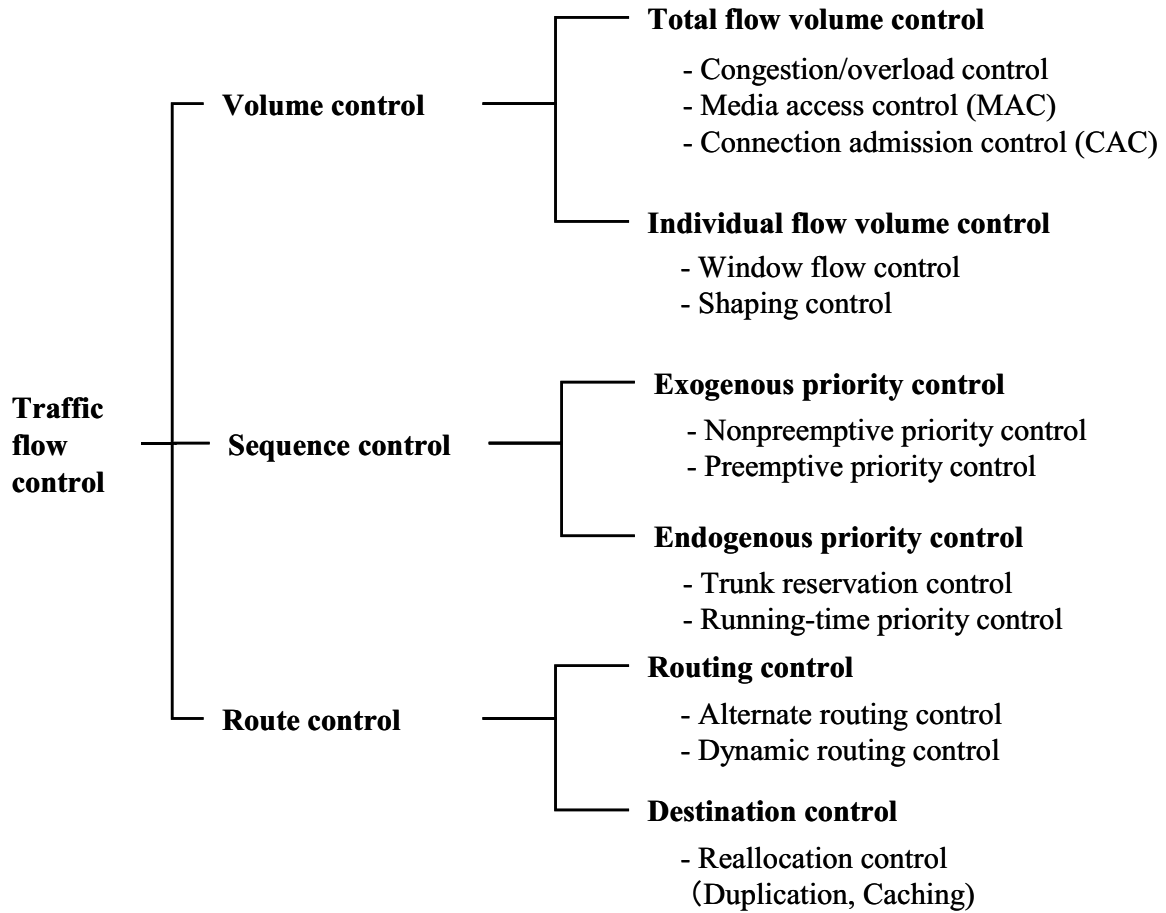 Traffic
flow
control
Volume control
Total flow volume control
- Congestion/overload control
- Media access control (MAC)
- Connection admission control (CAC)
Individual flow volume control
- Window flow control
- Shaping control
Sequence control
Exogenous priority control
- Nonpreemptive priority control
- Preemptive priority control
Endogenous priority control
- Trunk reservation control
- Running-time priority control
Route control
Routing control
- Alternate routing control
- Dynamic routing control
Destination control
- Reallocation control
（Duplication, Caching)